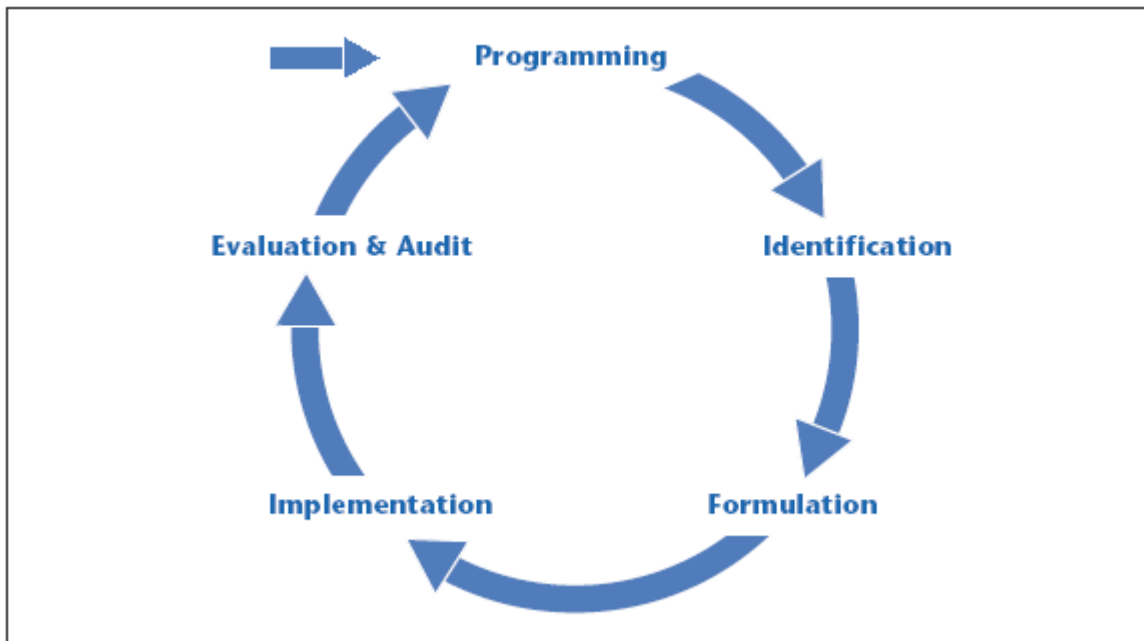 Programming
Identification
Formulation
Implementation
Evaluation & Audit